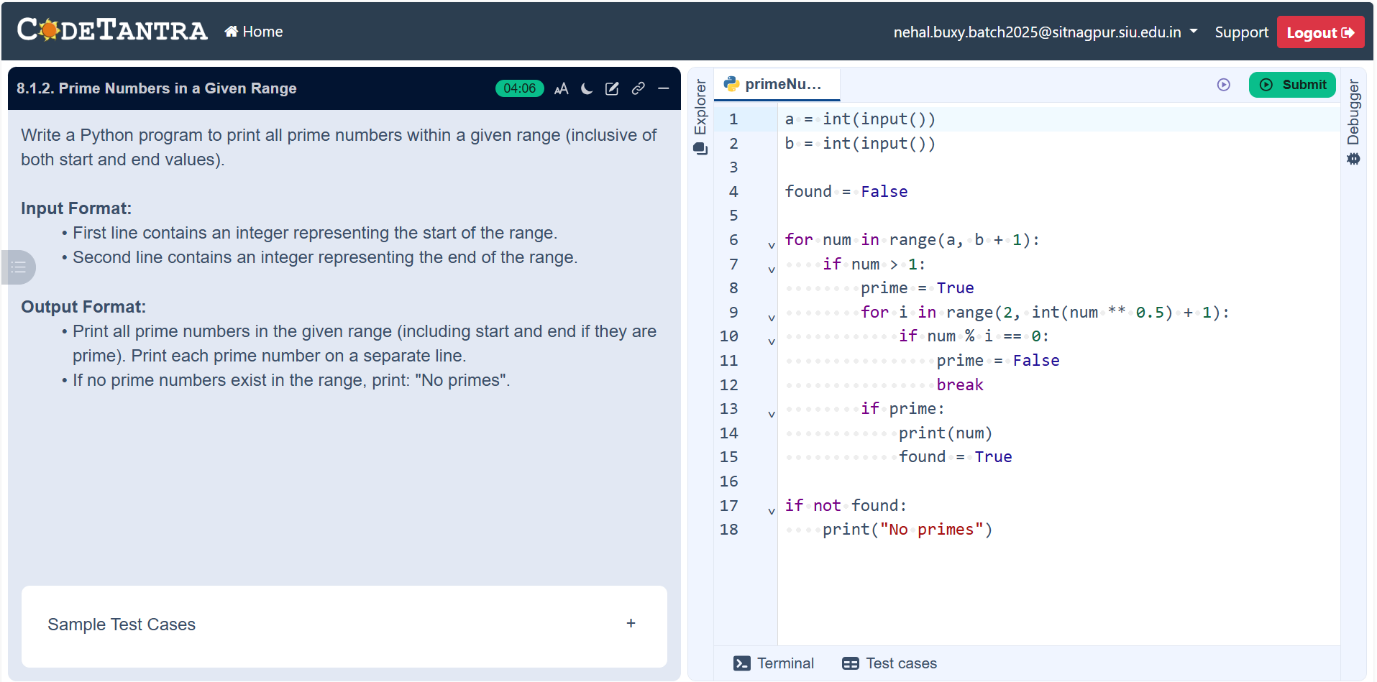 CODETANTRA Home nehal.buxy.batch2025@sitnagpur.siu.edu.in Support Logout
8.1.2. Prime Numbers in a Given Range 04:06 AA
Write a Python program to print all prime numbers within a given range (inclusive of
both start and end values).
Input Format:
• First line contains an integer representing the start of the range.
• Second line contains an integer representing the end of the range.
Output Format:
• Print all prime numbers in the given range (including start and end if they are
prime). Print each prime number on a separate line.
• If no prime numbers exist in the range, print: "No primes".
Sample Test Cases +
Explorer
primeNu... Submit
1 a = int(input())
2 b = int(input())
3
4 found = False
5
6 for num in range(a, b + 1):
7     if num > 1:
8         prime = True
9         for i in range(2, int(num ** 0.5) + 1):
10             if num % i == 0:
11                 prime = False
12                 break
13         if prime:
14             print(num)
15             found = True
16
17 if not found:
18     print("No primes")
Terminal Test cases
Debugger